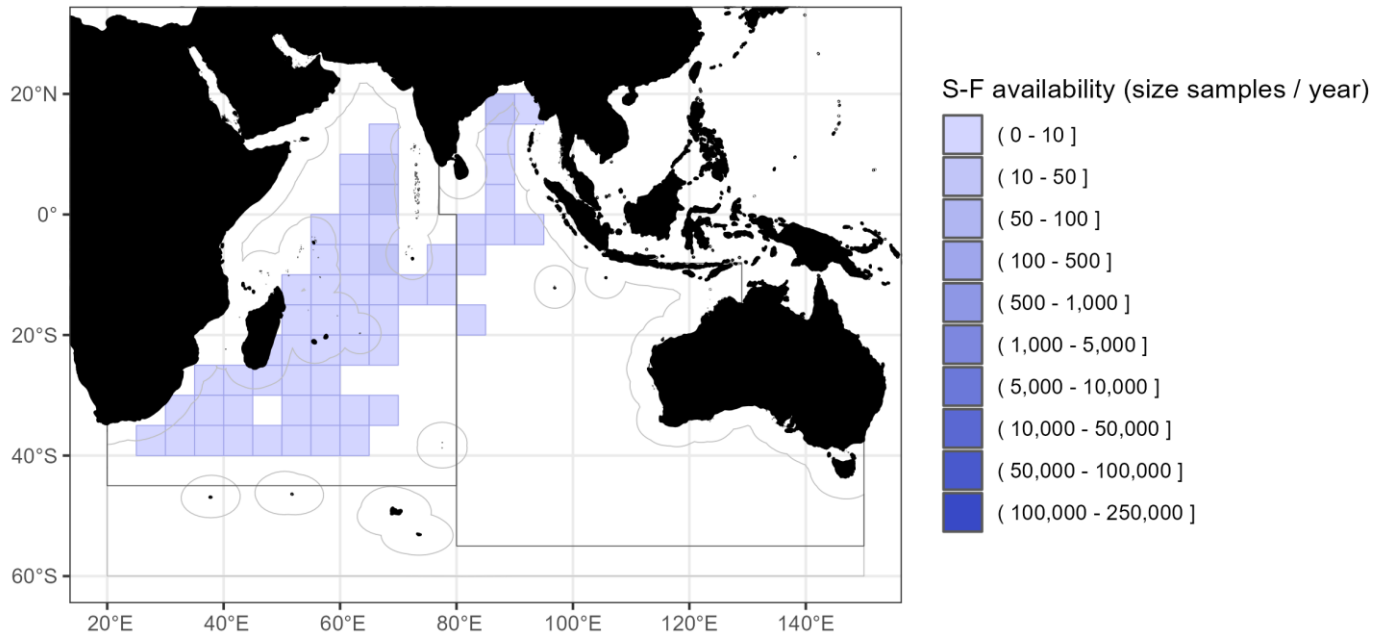 S-F availability (size samples / year)
( 0 - 10 ]
( 10 - 50 ]
( 50 - 100 ]
( 100 - 500 ]
( 500 - 1,000 ]
( 1,000 - 5,000 ]
( 5,000 - 10,000 ]
( 10,000 - 50,000 ]
( 50,000 - 100,000 ]
( 100,000 - 250,000 ]
20°N
0°
20°S
40°S
60°S
20°E 40°E 60°E 80°E 100°E 120°E 140°E